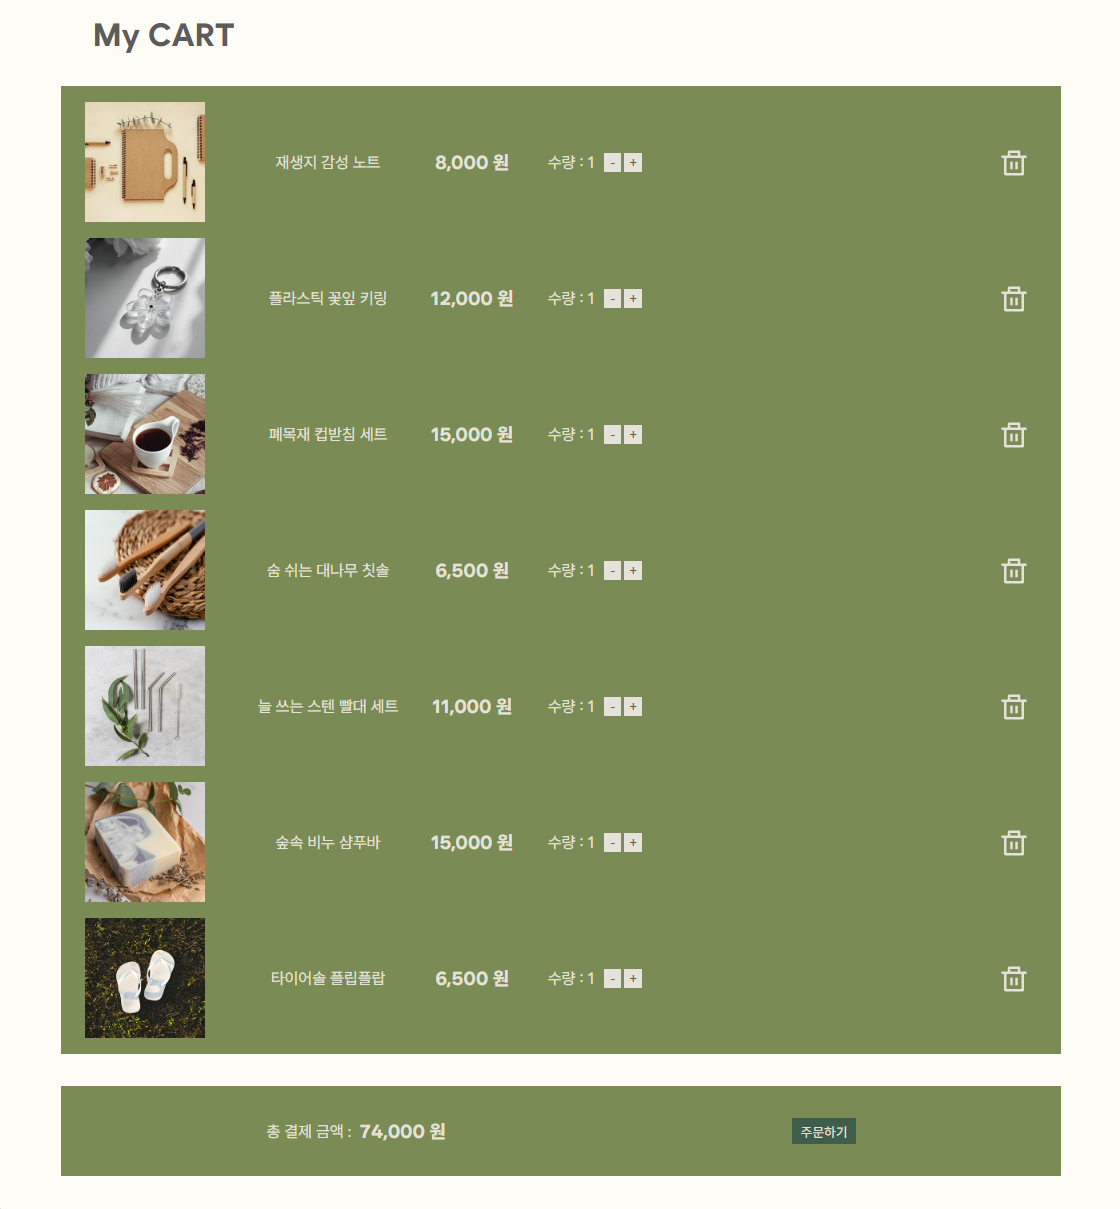 My CART
재생지 감성 노트 8,000 원 수량 : 1 - +
플라스틱 꽃잎 키링 12,000 원 수량 : 1 - +
폐목재 컵받침 세트 15,000 원 수량 : 1 - +
숨 쉬는 대나무 칫솔 6,500 원 수량 : 1 - +
늘 쓰는 스텐 빨대 세트 11,000 원 수량 : 1 - +
숲속 비누 샴푸바 15,000 원 수량 : 1 - +
타이어솔 플립플랍 6,500 원 수량 : 1 - +
총 결제 금액 : 74,000 원 주문하기